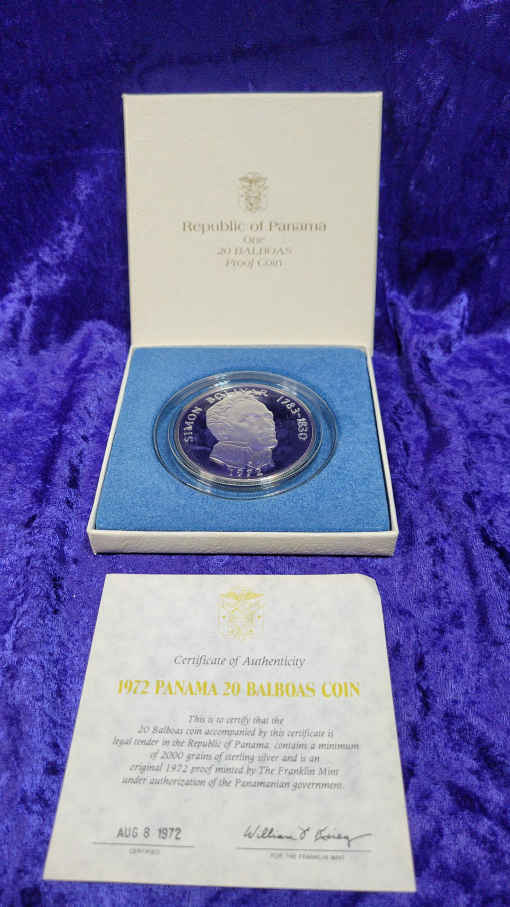 Republic of Panama
One
20 BALBOAS
Proof Coin
SIMON BOLIVAR 1783-1830
1972
Certificate of Authenticity
1972 PANAMA 20 BALBOAS COIN
This is to certify that the
20 Balboas coin accompanied by this certificate is
legal tender in the Republic of Panama, contains a minimum
of 2000 grains of sterling silver and is an
original 1972 proof minted by The Franklin Mint
under authorization of the Panamanian government.
AUG 8 1972
CERTIFIED
FOR THE FRANKLIN MINT